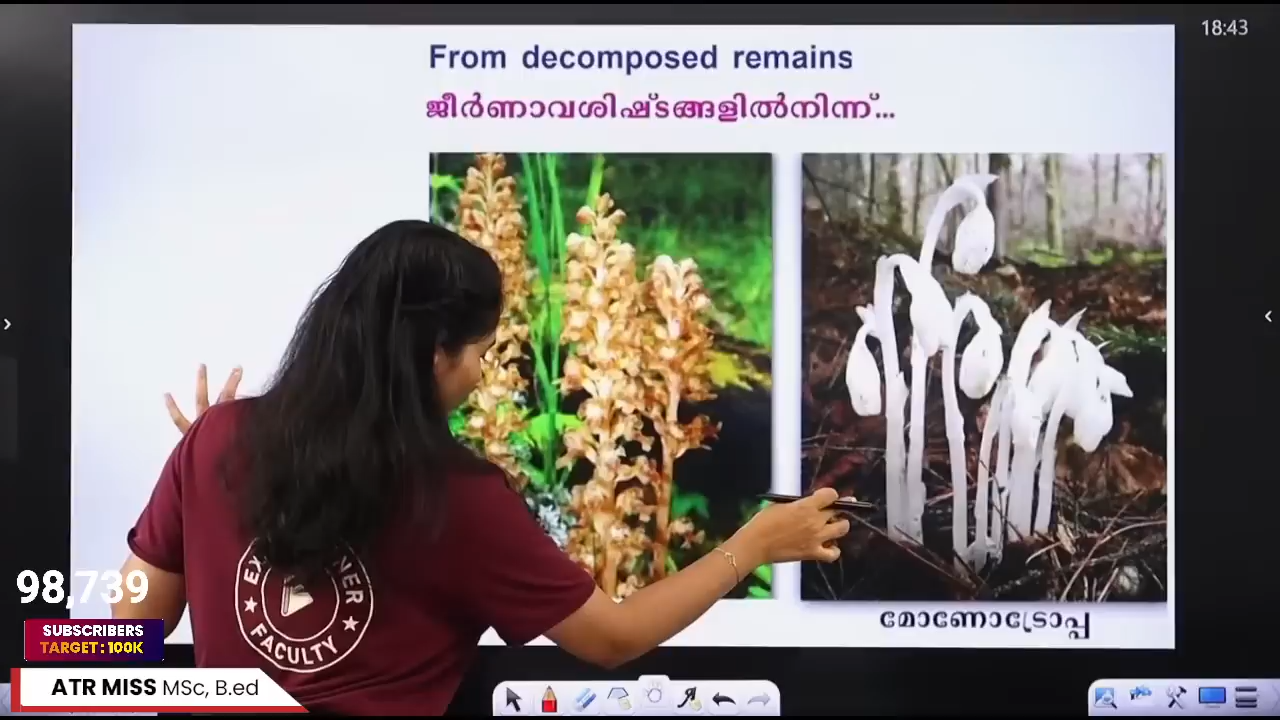 18:43
From decomposed remains
ജീർണാവശിഷ്ടങ്ങളിൽനിന്ന്...
മോണോട്രോപ്പ
98,739
SUBSCRIBERS
TARGET : 100K
FACULTY
ATR MISS MSc, B.ed